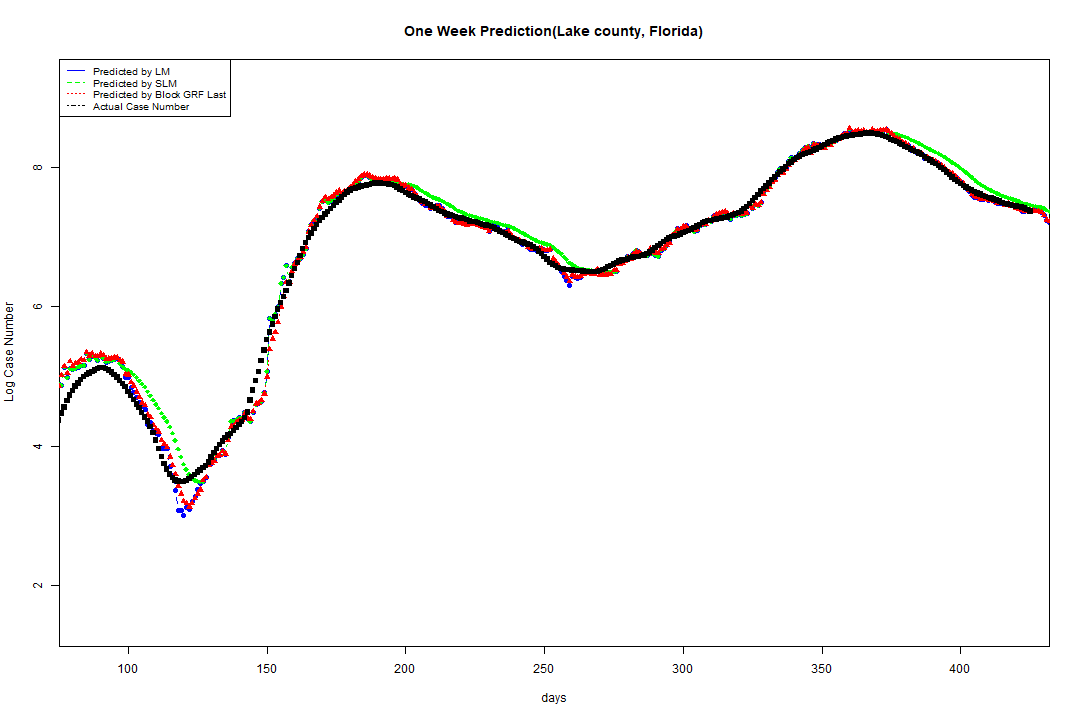 One Week Prediction(Lake county, Florida)
Predicted by LM
Predicted by SLM
Predicted by Block GRF Last
Actual Case Number
8
6
4
2
Log Case Number
100 150 200 250 300 350 400
days